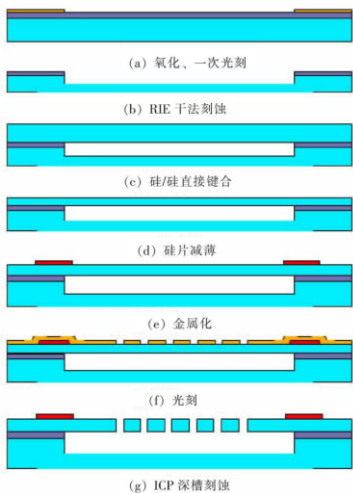 (a) 氧化、一次光刻
(b) RIE 干法刻蚀
(c) 硅/硅直接键合
(d) 硅片减薄
(e) 金属化
(f) 光刻
(g) ICP 深槽刻蚀